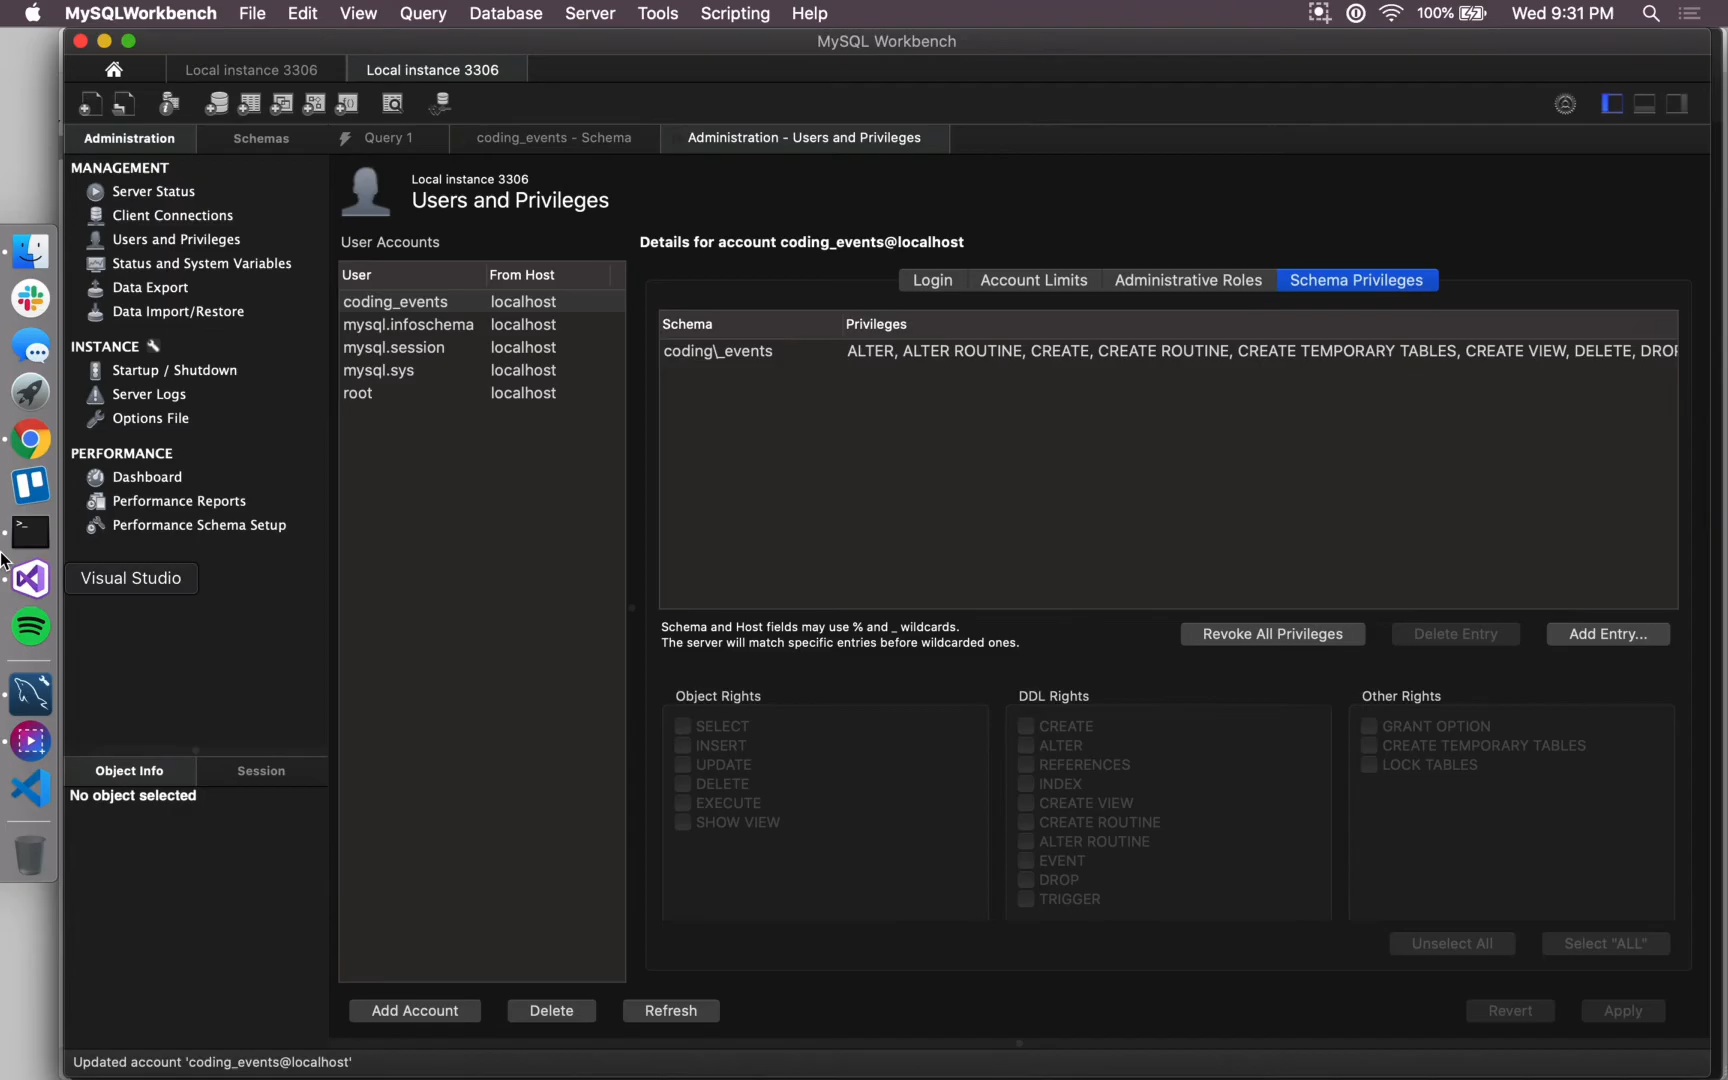 MySQLWorkbench File Edit View Query Database Server Tools Scripting Help 100% Wed 9:31 PM
MySQL Workbench
Local instance 3306 Local instance 3306
Administration Schemas Query 1 coding_events - Schema Administration - Users and Privileges
MANAGEMENT
Server Status
Client Connections
Users and Privileges
Status and System Variables
Data Export
Data Import/Restore
INSTANCE
Startup / Shutdown
Server Logs
Options File
PERFORMANCE
Dashboard
Performance Reports
Performance Schema Setup
Visual Studio
Object Info Session
No object selected
Local instance 3306
Users and Privileges
User Accounts
User From Host
coding_events localhost
mysql.infoschema localhost
mysql.session localhost
mysql.sys localhost
root localhost
Add Account Delete Refresh
Details for account coding_events@localhost
Login Account Limits Administrative Roles Schema Privileges
Schema Privileges
coding\_events ALTER, ALTER ROUTINE, CREATE, CREATE ROUTINE, CREATE TEMPORARY TABLES, CREATE VIEW, DELETE, DROP
Schema and Host fields may use % and _ wildcards.
The server will match specific entries before wildcarded ones.
Revoke All Privileges Delete Entry Add Entry...
Object Rights
SELECT
INSERT
UPDATE
DELETE
EXECUTE
SHOW VIEW
DDL Rights
CREATE
ALTER
REFERENCES
INDEX
CREATE VIEW
CREATE ROUTINE
ALTER ROUTINE
EVENT
DROP
TRIGGER
Other Rights
GRANT OPTION
CREATE TEMPORARY TABLES
LOCK TABLES
Unselect All Select "ALL"
Revert Apply
Updated account 'coding_events@localhost'